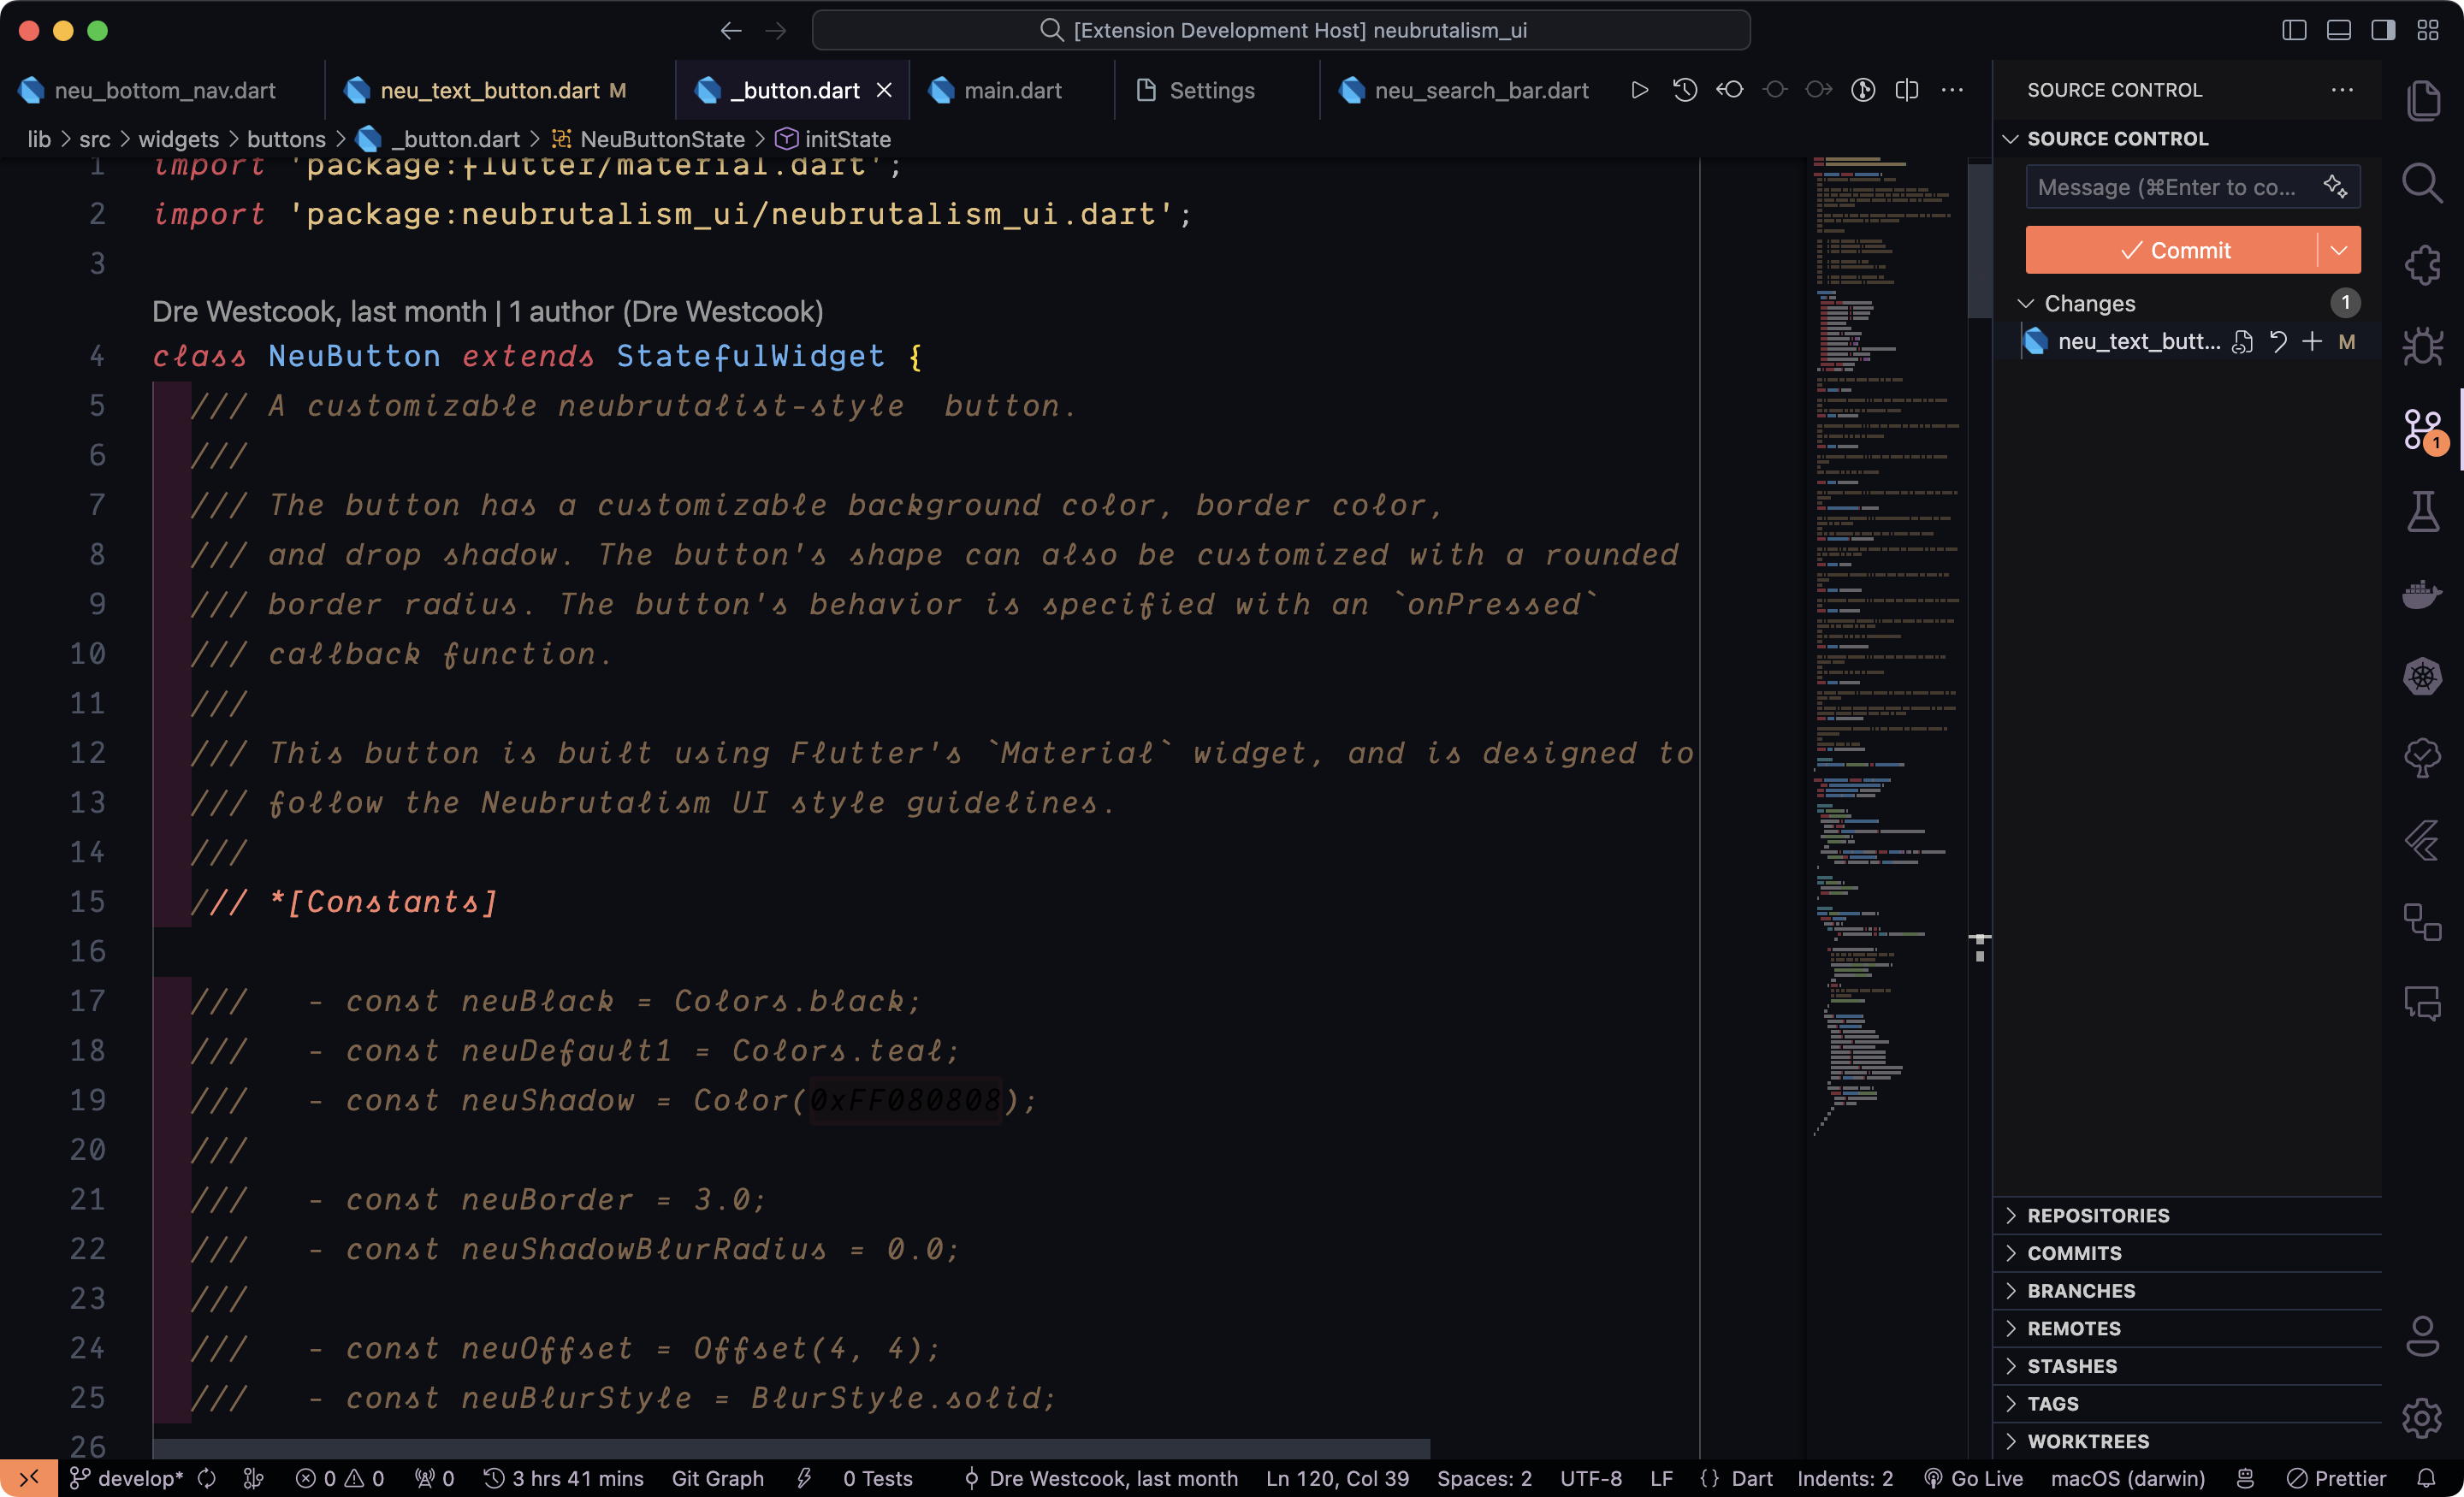 [Extension Development Host] neubrutalism_ui
neu_bottom_nav.dart
neu_text_button.dart M
_button.dart
main.dart
Settings
neu_search_bar.dart
lib > src > widgets > buttons > _button.dart > NeuButtonState > initState
1 import 'package:flutter/material.dart';
2 import 'package:neubrutalism_ui/neubrutalism_ui.dart';
3
Dre Westcook, last month | 1 author (Dre Westcook)
4 class NeuButton extends StatefulWidget {
5 /// A customizable neubrutalist-style  button.
6 ///
7 /// The button has a customizable background color, border color,
8 /// and drop shadow. The button's shape can also be customized with a rounded
9 /// border radius. The button's behavior is specified with an `onPressed`
10 /// callback function.
11 ///
12 /// This button is built using Flutter's `Material` widget, and is designed to
13 /// follow the Neubrutalism UI style guidelines.
14 ///
15 /// *[Constants]
16
17 ///   - const neuBlack = Colors.black;
18 ///   - const neuDefault1 = Colors.teal;
19 ///   - const neuShadow = Color(0xFF080808);
20 ///
21 ///   - const neuBorder = 3.0;
22 ///   - const neuShadowBlurRadius = 0.0;
23 ///
24 ///   - const neuOffset = Offset(4, 4);
25 ///   - const neuBlurStyle = BlurStyle.solid;
26
SOURCE CONTROL
SOURCE CONTROL
Message (⌘Enter to co...
Commit
Changes 1
neu_text_butt... M
1
REPOSITORIES
COMMITS
BRANCHES
REMOTES
STASHES
TAGS
WORKTREES
develop* 0 0 0 3 hrs 41 mins Git Graph 0 Tests Dre Westcook, last month Ln 120, Col 39 Spaces: 2 UTF-8 LF {} Dart Indents: 2 Go Live macOS (darwin) Prettier